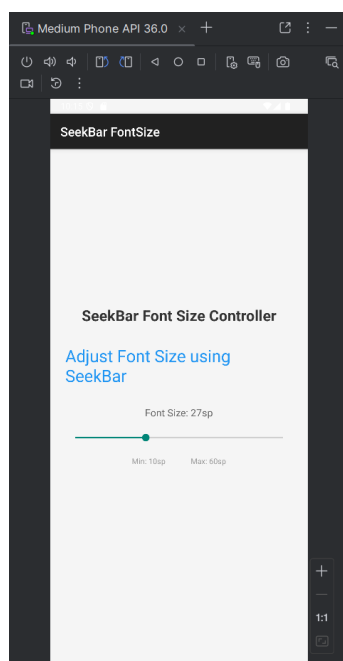 Medium Phone API 36.0
SeekBar FontSize
SeekBar Font Size Controller
Adjust Font Size using
SeekBar
Font Size: 27sp
Min: 10sp Max: 60sp
1:1